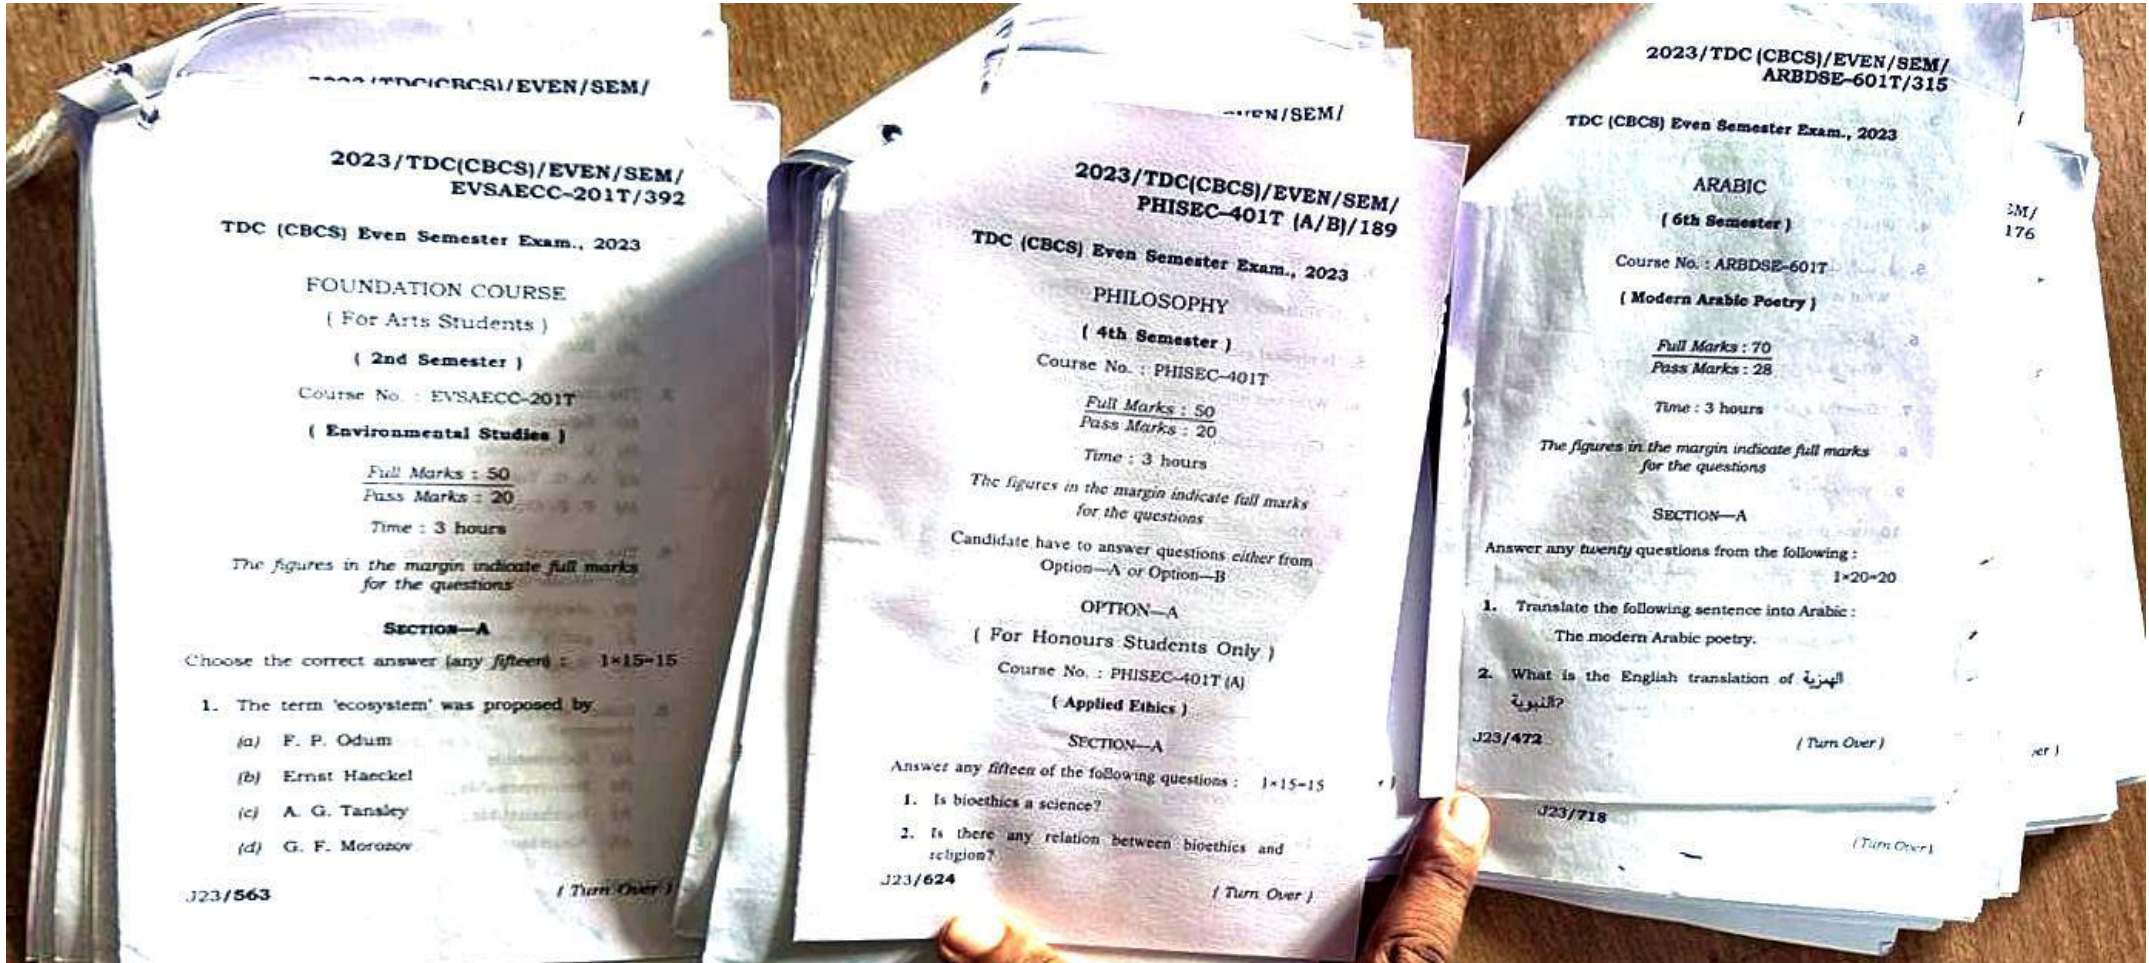 /TDC(CBCS)/EVEN/SEM/
2023/TDC(CBCS)/EVEN/SEM/
EVSAECC–201T/392
TDC (CBCS) Even Semester Exam., 2023
FOUNDATION COURSE
( For Arts Students )
( 2nd Semester )
Course No. : EVSAECC–201T
( Environmental Studies )
Full Marks : 50
Pass Marks : 20
Time : 3 hours
The figures in the margin indicate full marks
for the questions
SECTION—A
Choose the correct answer (any fifteen) : 1×15=15
1. The term 'ecosystem' was proposed by
(a) F. P. Odum
(b) Ernst Haeckel
(c) A. G. Tansley
(d) G. F. Morozov
J23/563
( Turn Over )
/SEM/
2023/TDC(CBCS)/EVEN/SEM/
PHISEC–401T (A/B)/189
TDC (CBCS) Even Semester Exam., 2023
PHILOSOPHY
( 4th Semester )
Course No. : PHISEC–401T
Full Marks : 50
Pass Marks : 20
Time : 3 hours
The figures in the margin indicate full marks
for the questions
Candidate have to answer questions either from
Option—A or Option—B
OPTION—A
( For Honours Students Only )
Course No. : PHISEC–401T (A)
( Applied Ethics )
SECTION—A
Answer any fifteen of the following questions : 1×15=15
1. Is bioethics a science?
2. Is there any relation between bioethics and
religion?
J23/624
( Turn Over )
2023/TDC (CBCS)/EVEN/SEM/
ARBDSE–601T/315
TDC (CBCS) Even Semester Exam., 2023
ARABIC
( 6th Semester )
Course No. : ARBDSE–601T
( Modern Arabic Poetry )
Full Marks : 70
Pass Marks : 28
Time : 3 hours
The figures in the margin indicate full marks
for the questions
SECTION—A
Answer any twenty questions from the following :
1×20=20
1. Translate the following sentence into Arabic :
The modern Arabic poetry.
2. What is the English translation of الهمزية
النبوية?
J23/472
( Turn Over )
J23/718
( Turn Over )
176